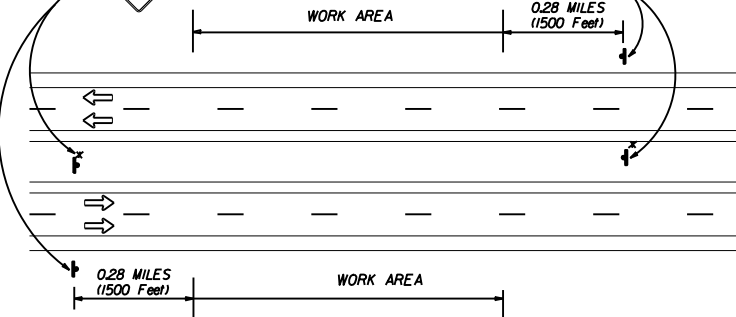 WORK AREA
0.28 MILES
(1500 Feet)
x
x
0.28 MILES
(1500 Feet)
WORK AREA